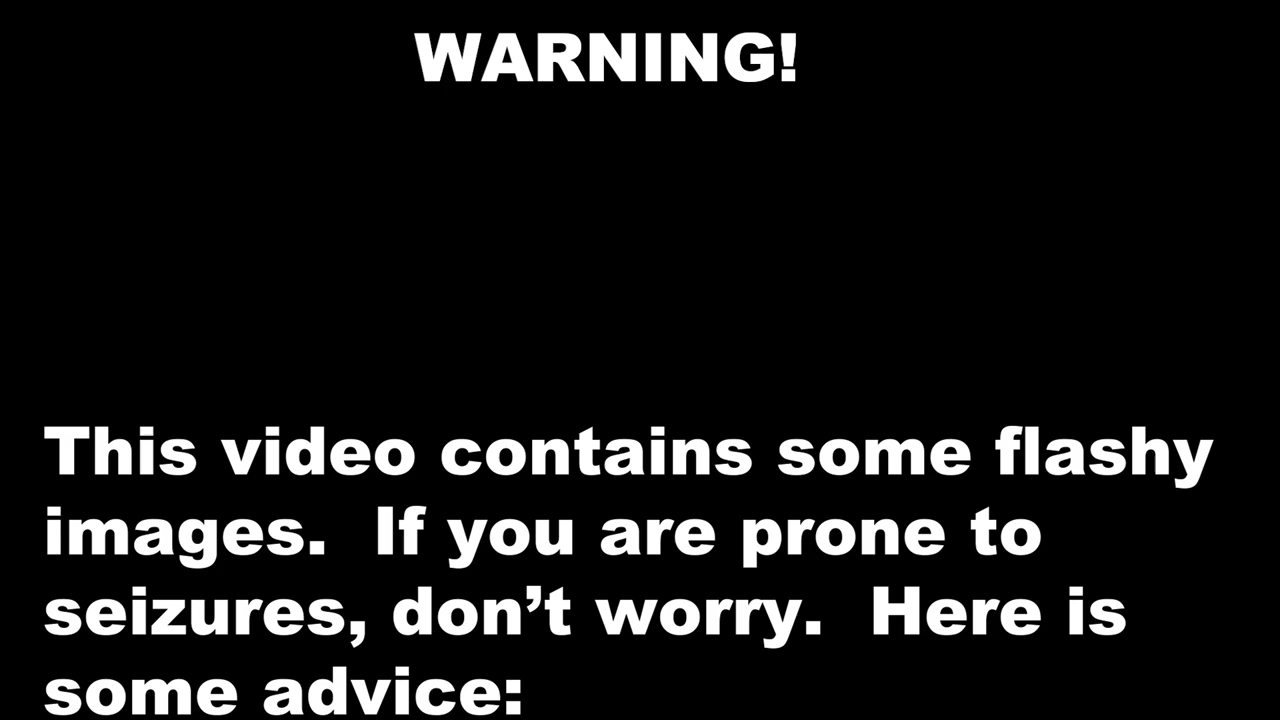 WARNING!
This video contains some flashy
images.  If you are prone to
seizures, don’t worry.  Here is
some advice: